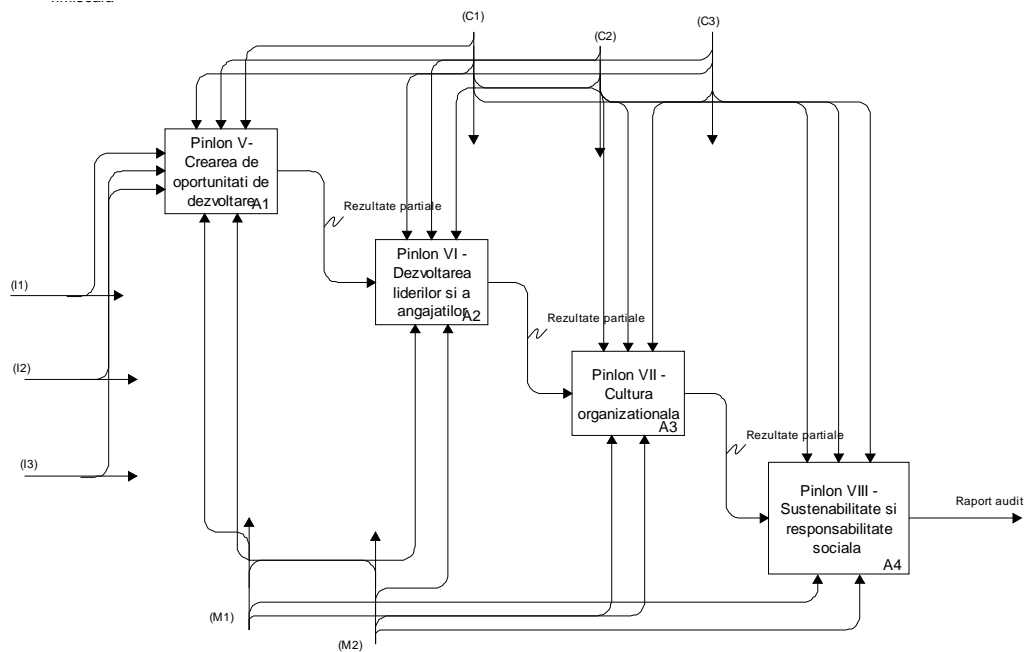 (C1)
(C2)
(C3)
Pinlon V-
Crearea de
oportunitati de
dezvoltare
A1
Rezultate partiale
Pinlon VI -
Dezvoltarea
liderilor si a
angajatilor
A2
(I1)
Rezultate partiale
(I2)
Pinlon VII -
Cultura
organizationala
A3
Rezultate partiale
(I3)
Pinlon VIII -
Sustenabilitate si
responsabilitate
sociala
A4
Raport audit
(M1)
(M2)